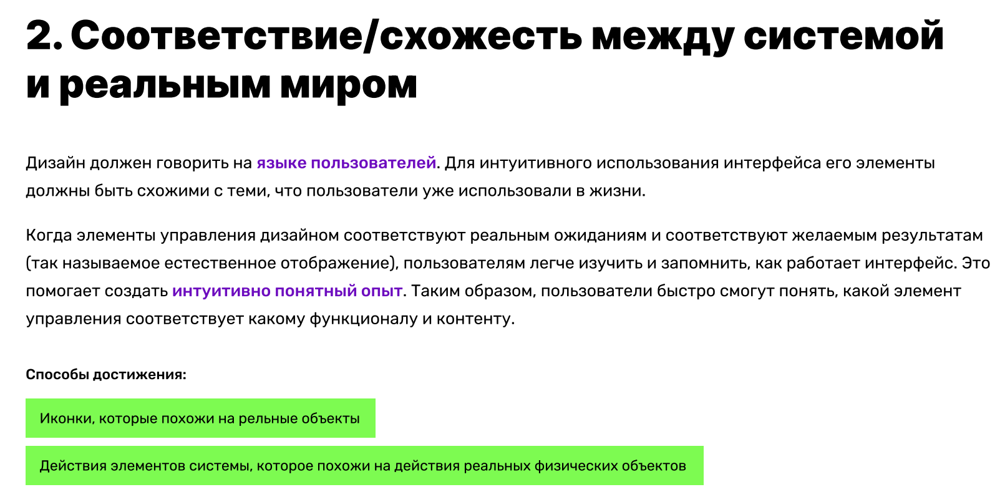 2. Соответствие/схожесть между системой
и реальным миром
Дизайн должен говорить на языке пользователей. Для интуитивного использования интерфейса его элементы
должны быть схожими с теми, что пользователи уже использовали в жизни.
Когда элементы управления дизайном соответствуют реальным ожиданиям и соответствуют желаемым результатам
(так называемое естественное отображение), пользователям легче изучить и запомнить, как работает интерфейс. Это
помогает создать интуитивно понятный опыт. Таким образом, пользователи быстро смогут понять, какой элемент
управления соответствует какому функционалу и контенту.
Способы достижения:
Иконки, которые похожи на рельные объекты
Действия элементов системы, которое похожи на действия реальных физических объектов